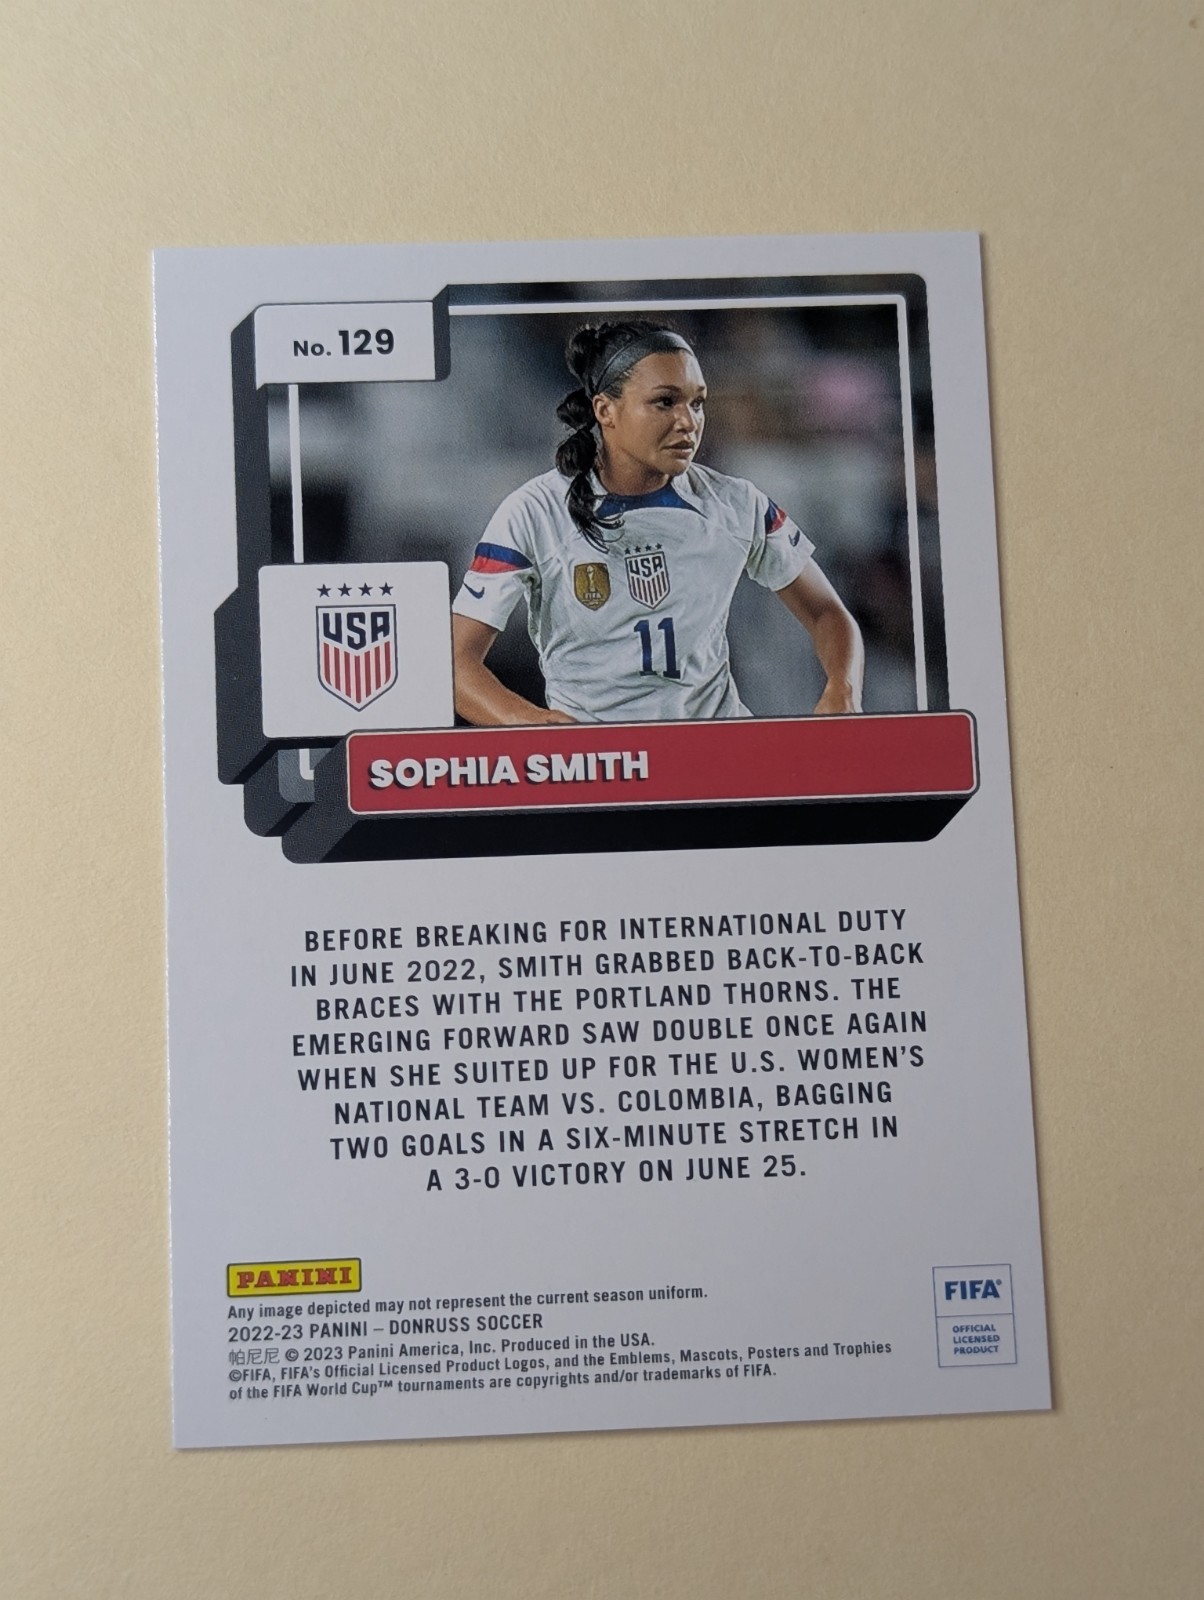 No. 129
USA
FIFA
USA
11
SOPHIA SMITH
BEFORE BREAKING FOR INTERNATIONAL DUTY
IN JUNE 2022, SMITH GRABBED BACK-TO-BACK
BRACES WITH THE PORTLAND THORNS. THE
EMERGING FORWARD SAW DOUBLE ONCE AGAIN
WHEN SHE SUITED UP FOR THE U.S. WOMEN'S
NATIONAL TEAM VS. COLOMBIA, BAGGING
TWO GOALS IN A SIX-MINUTE STRETCH IN
A 3-0 VICTORY ON JUNE 25.
PANINI
Any image depicted may not represent the current season uniform.
2022-23 PANINI – DONRUSS SOCCER
帕尼尼 © 2023 Panini America, Inc. Produced in the USA.
©FIFA, FIFA's Official Licensed Product Logos, and the Emblems, Mascots, Posters and Trophies
of the FIFA World Cup™ tournaments are copyrights and/or trademarks of FIFA.
FIFA®
OFFICIAL
LICENSED
PRODUCT